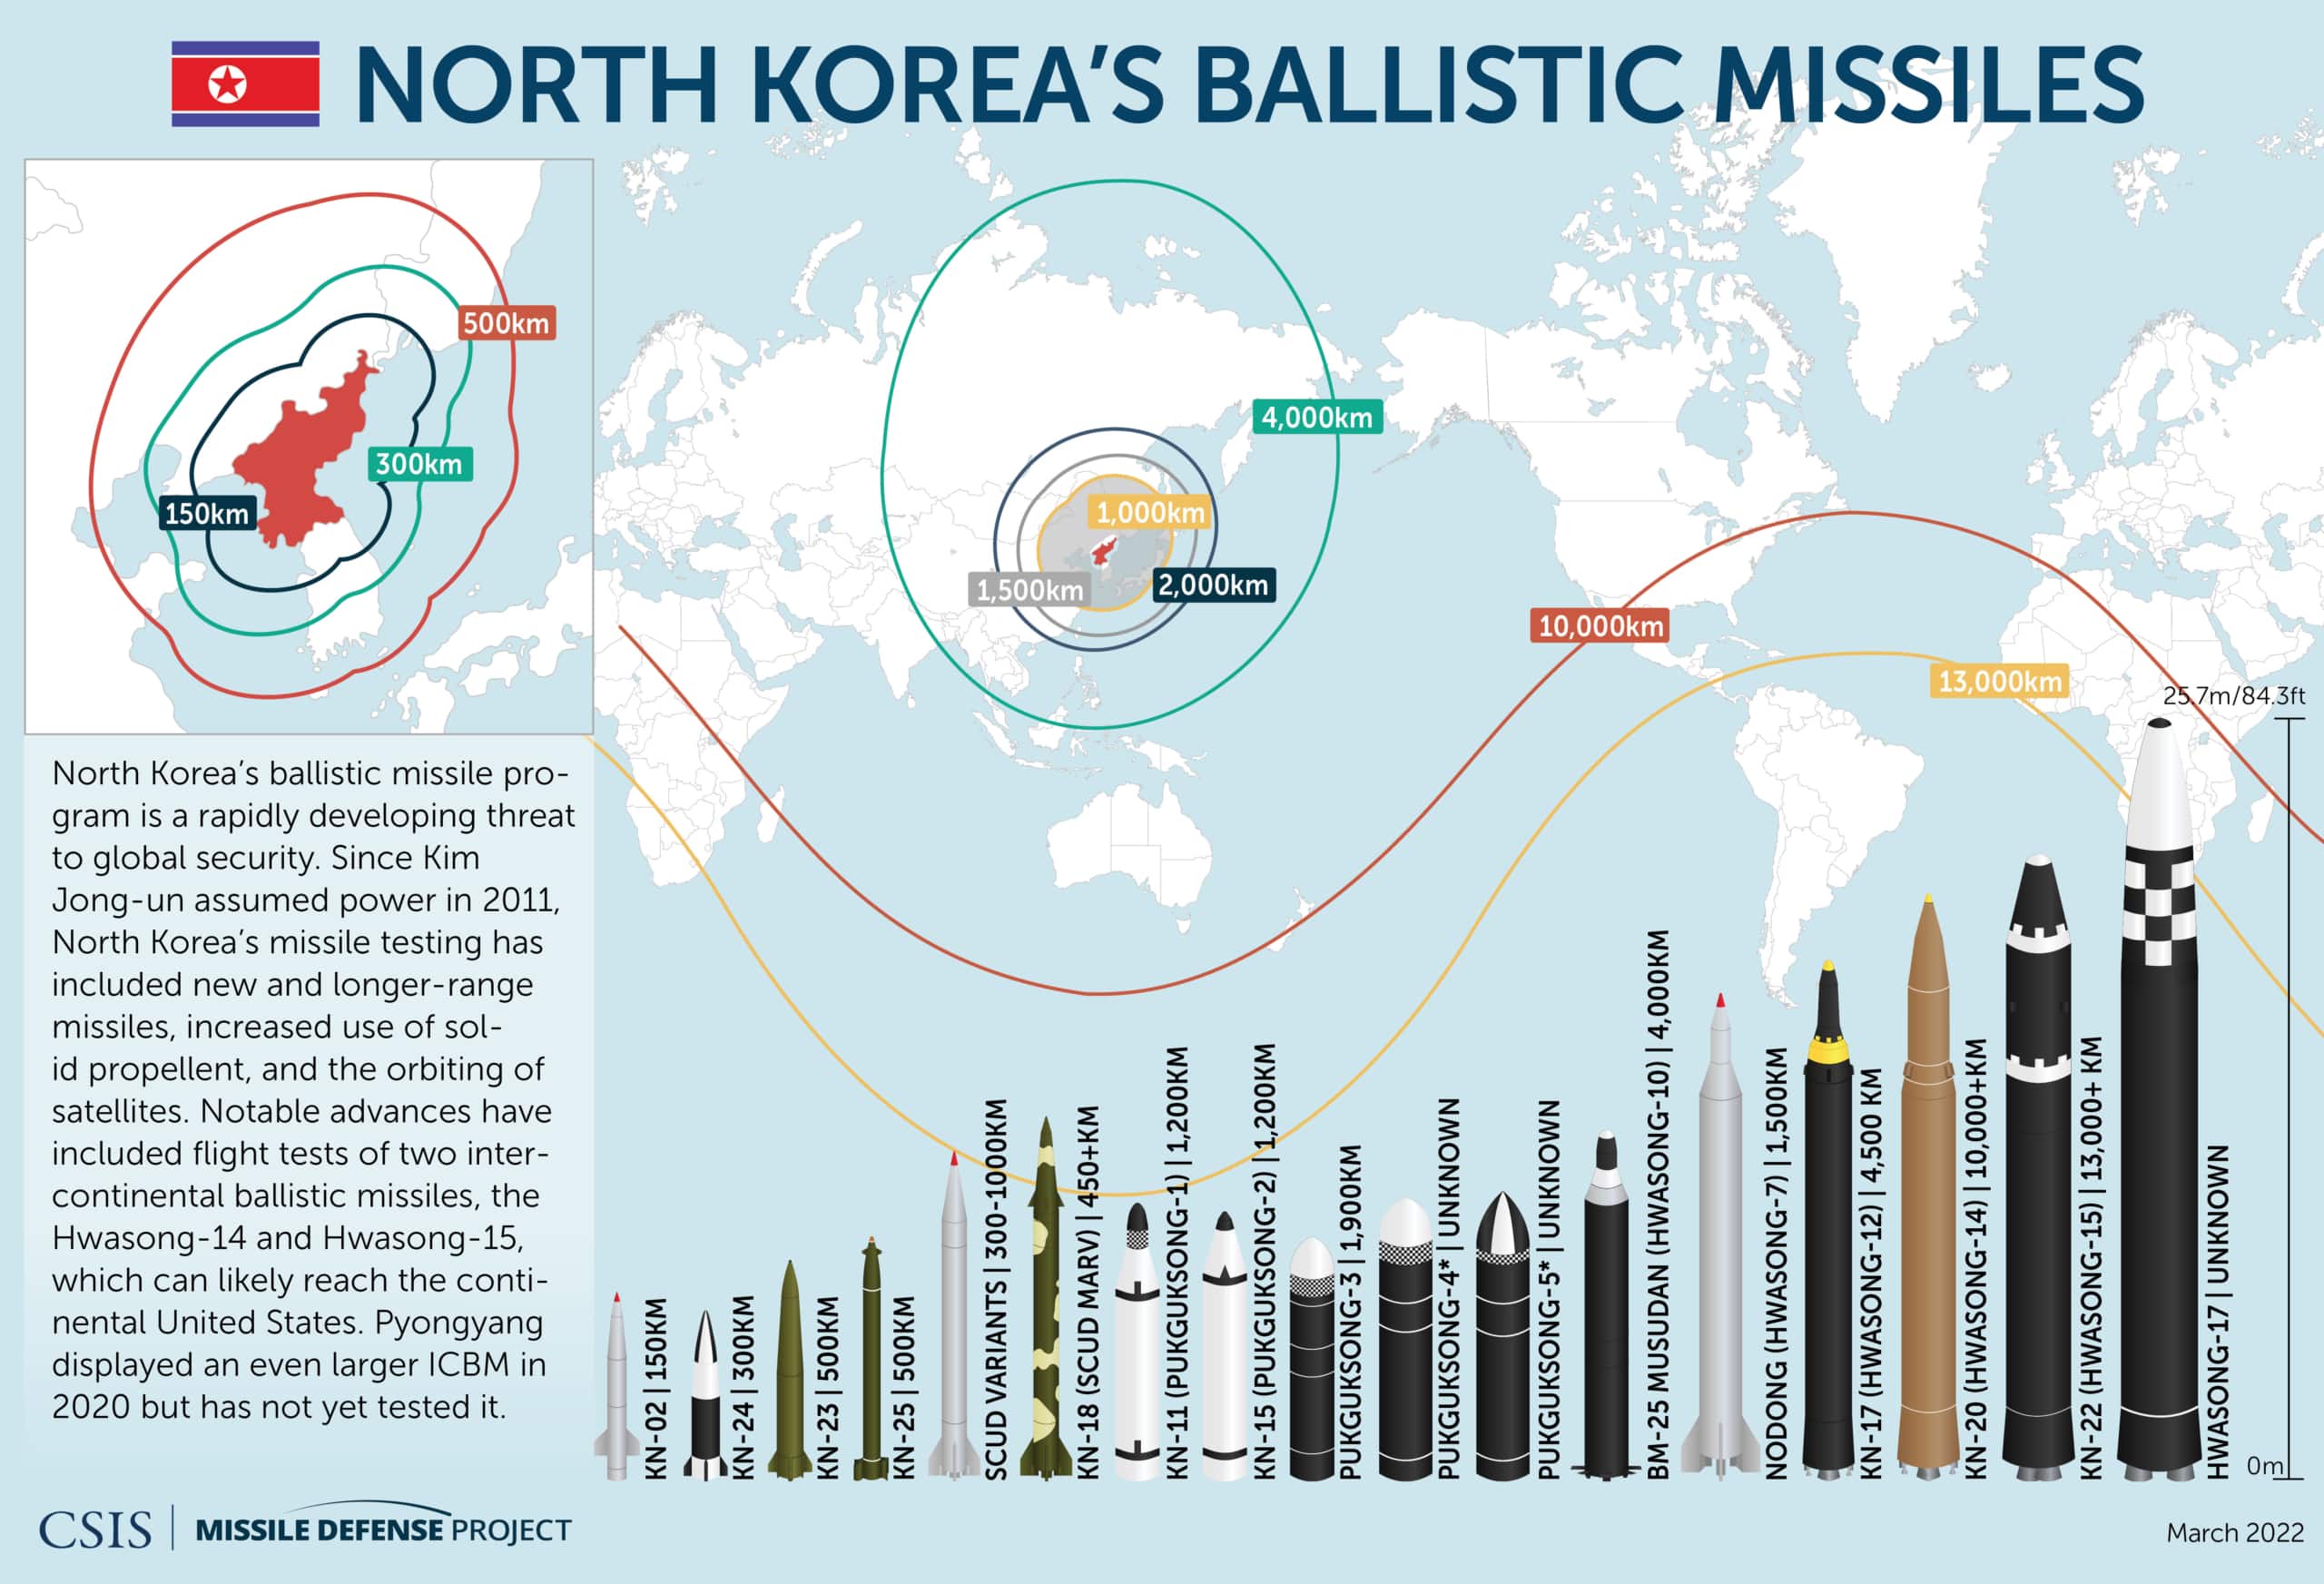 NORTH KOREA'S BALLISTIC MISSILES
500km
300km
150km
4,000km
1,000km
1,500km
2,000km
10,000km
13,000km
25.7m/84.3ft
North Korea's ballistic missile pro-
gram is a rapidly developing threat
to global security. Since Kim
Jong-un assumed power in 2011,
North Korea's missile testing has
included new and longer-range
missiles, increased use of sol-
id propellent, and the orbiting of
satellites. Notable advances have
included flight tests of two inter-
continental ballistic missiles, the
Hwasong-14 and Hwasong-15,
which can likely reach the conti-
nental United States. Pyongyang
displayed an even larger ICBM in
2020 but has not yet tested it.
KN-02 | 150KM
KN-24 | 300KM
KN-23 | 500KM
KN-25 | 500KM
SCUD VARIANTS | 300-1000KM
KN-18 (SCUD MARV) | 450+KM
KN-11 (PUKGUKSONG-1) | 1,200KM
KN-15 (PUKGUKSONG-2) | 1,200KM
PUKGUKSONG-3 | 1,900KM
PUKGUKSONG-4* | UNKNOWN
PUKGUKSONG-5* | UNKNOWN
BM-25 MUSUDAN (HWASONG-10) | 4,000KM
NODONG (HWASONG-7) | 1,500KM
KN-17 (HWASONG-12) | 4,500 KM
KN-20 (HWASONG-14) | 10,000+KM
KN-22 (HWASONG-15) | 13,000+ KM
HWASONG-17 | UNKNOWN
0m
CSIS | MISSILE DEFENSE PROJECT
March 2022